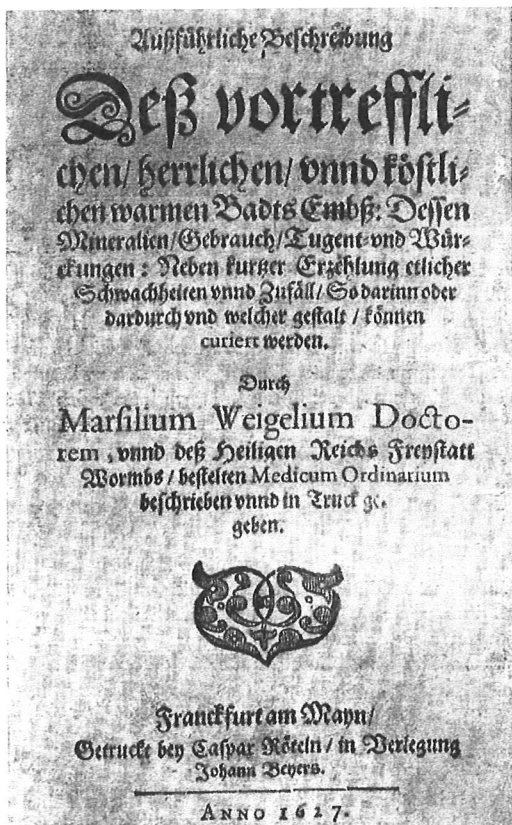 Außführliche Beschreibung
Deß vortreffli-
chen/ herrlichen/ vnnd köstli-
chen warmen Badts Embß: Dessen
Mineralien/Gebrauch/Tugent vnd Wür-
ckungen: Neben kurtzer Erzehlung etlicher
Schwachheiten vnnd Zufäll/ So darinn oder
dardurch vnd welcher gestalt / können
curiert werden.
Durch
Marsilium Weigelium Docto-
rem, vnnd deß Heiligen Reichs Freystatt
Wormbs / bestelten Medicum Ordinarium
beschrieben vnnd in Truck ge-
geben.
Franckfurt am Mayn/
Getruckt bey Caspar Röteln / in Verlegung
Johann Beyers.
ANNO 1627.